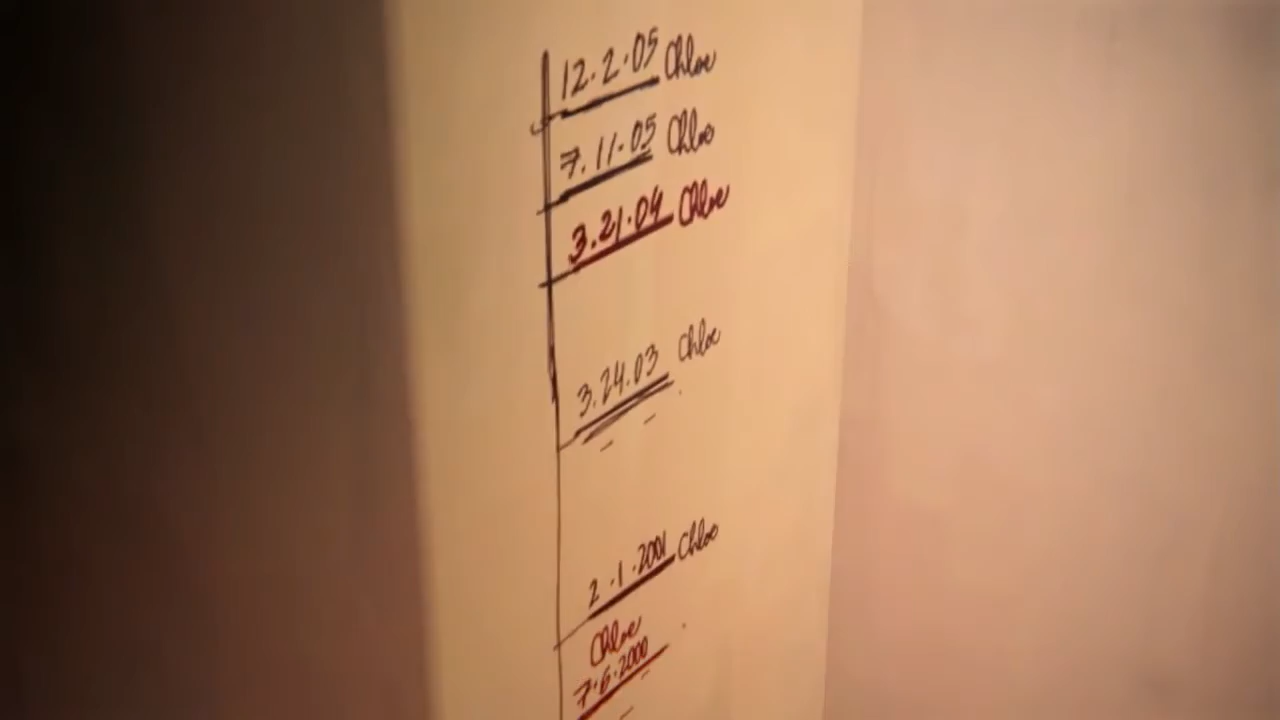 12.2.05 Chloe
7.11.05 Chloe
3.21.04 Chloe
3.24.03 Chloe
2.1.2001 Chloe
Chloe
7.6.2000